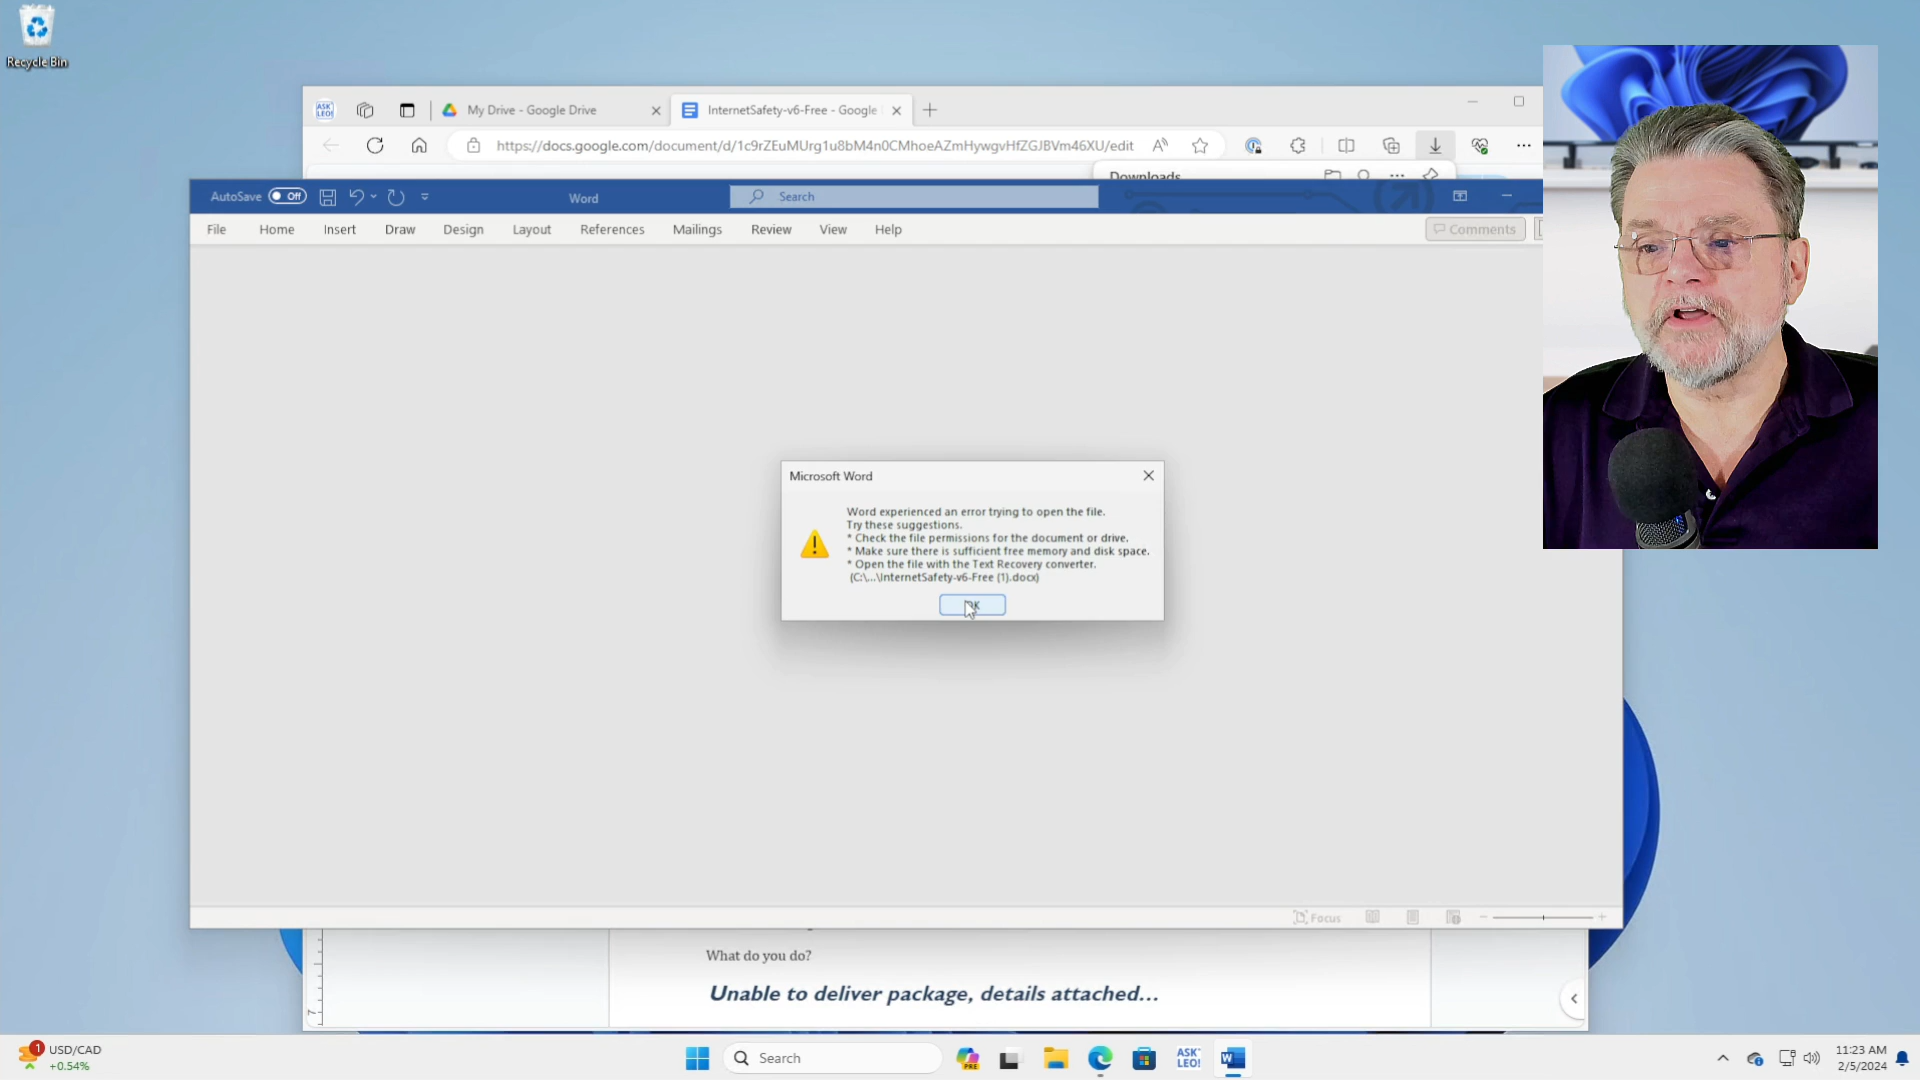 Recycle Bin
ASK LEO!
My Drive - Google Drive
InternetSafety-v6-Free - Google
https://docs.google.com/document/d/1c9rZEuMUrg1u8bM4n0CMhoeAZmHywgvHfZGJBVm46XU/edit
Downloads
AutoSave Off
Word
Search
File Home Insert Draw Design Layout References Mailings Review View Help
Comments
Microsoft Word
Word experienced an error trying to open the file.
Try these suggestions.
* Check the file permissions for the document or drive.
* Make sure there is sufficient free memory and disk space.
* Open the file with the Text Recovery converter.
(C:\...\InternetSafety-v6-Free (1).docx)
OK
Focus
What do you do?
Unable to deliver package, details attached...
7
1
USD/CAD
+0.54%
Search
PRE
ASK LEO!
11:23 AM
2/5/2024